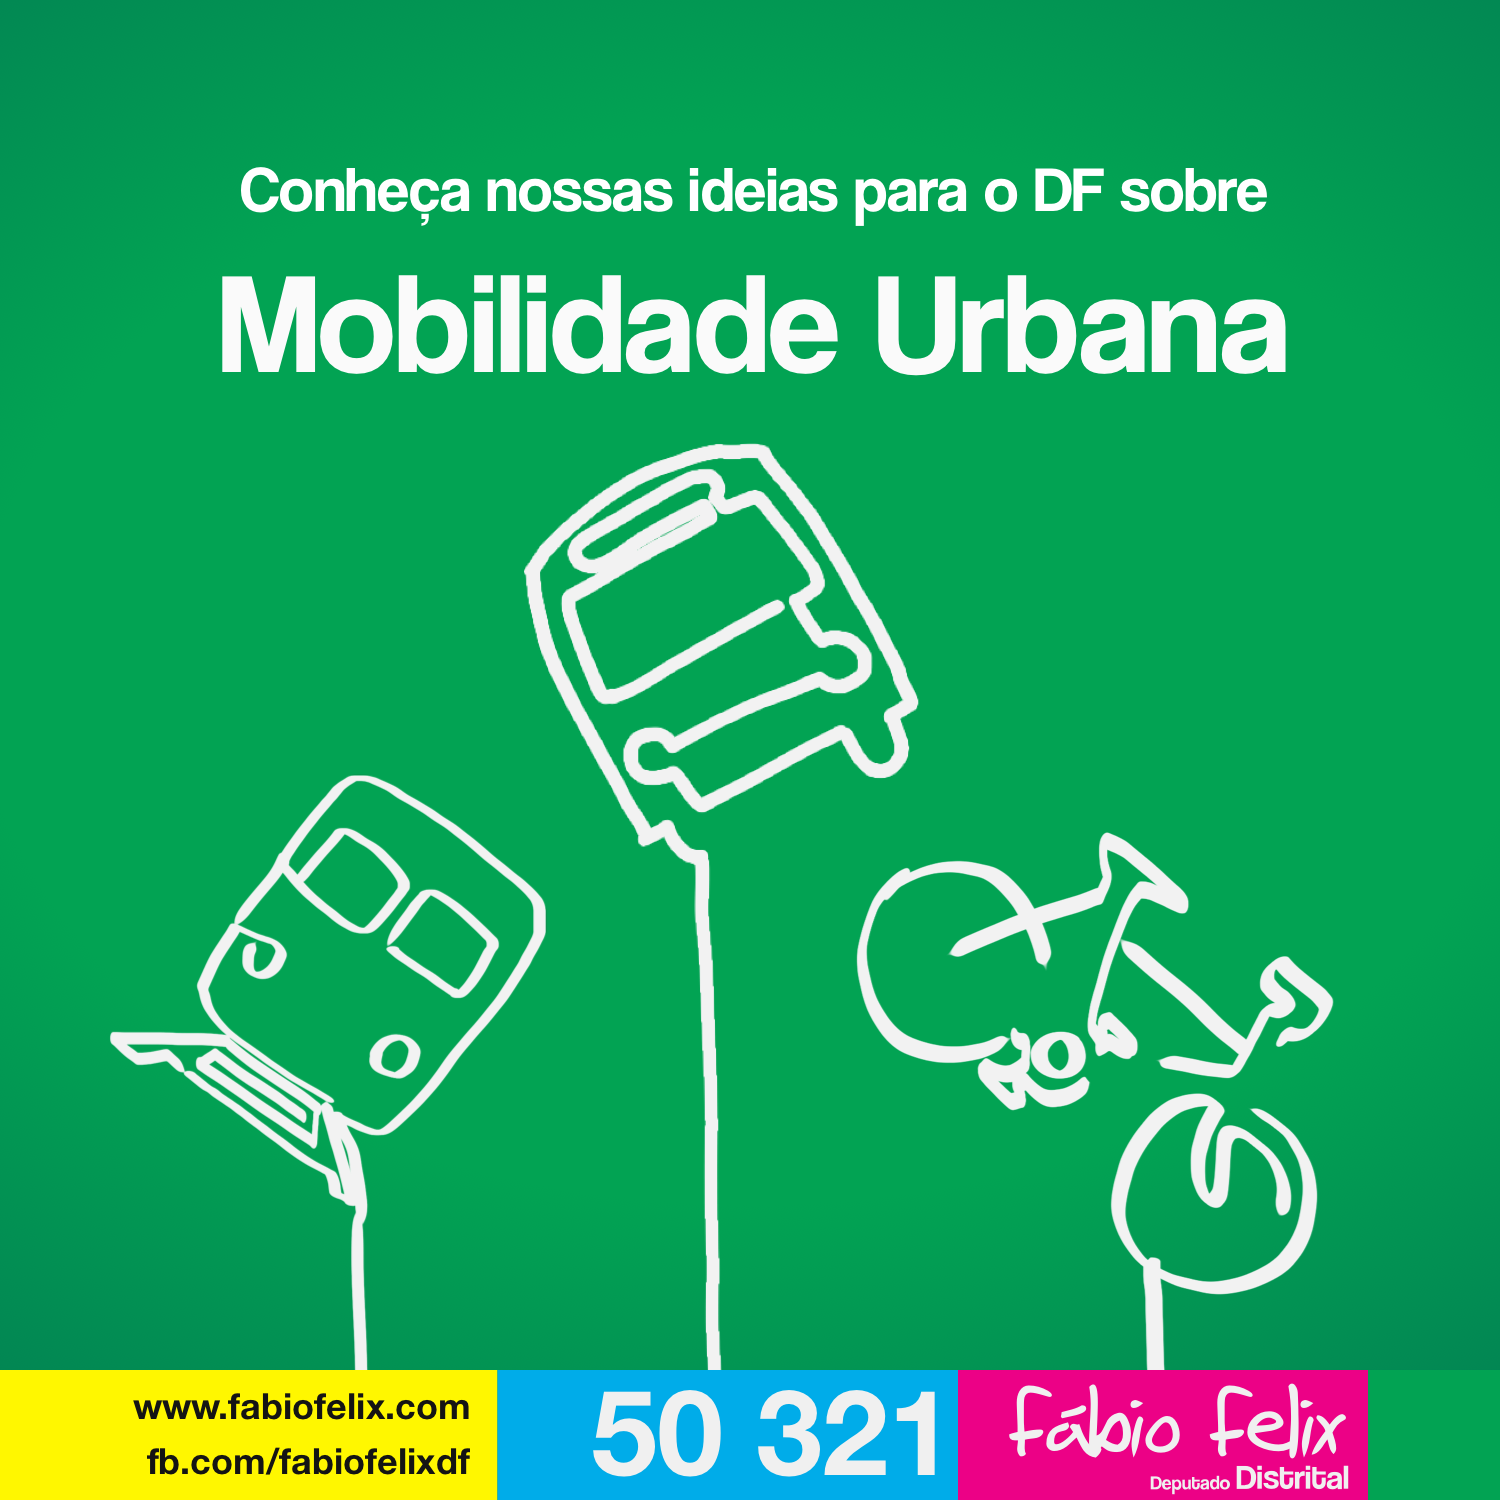 Conheça nossas ideias para o DF sobre
Mobilidade Urbana
www.fabiofelix.com
fb.com/fabiofelixdf
50 321
Fábio Felix
Deputado Distrital